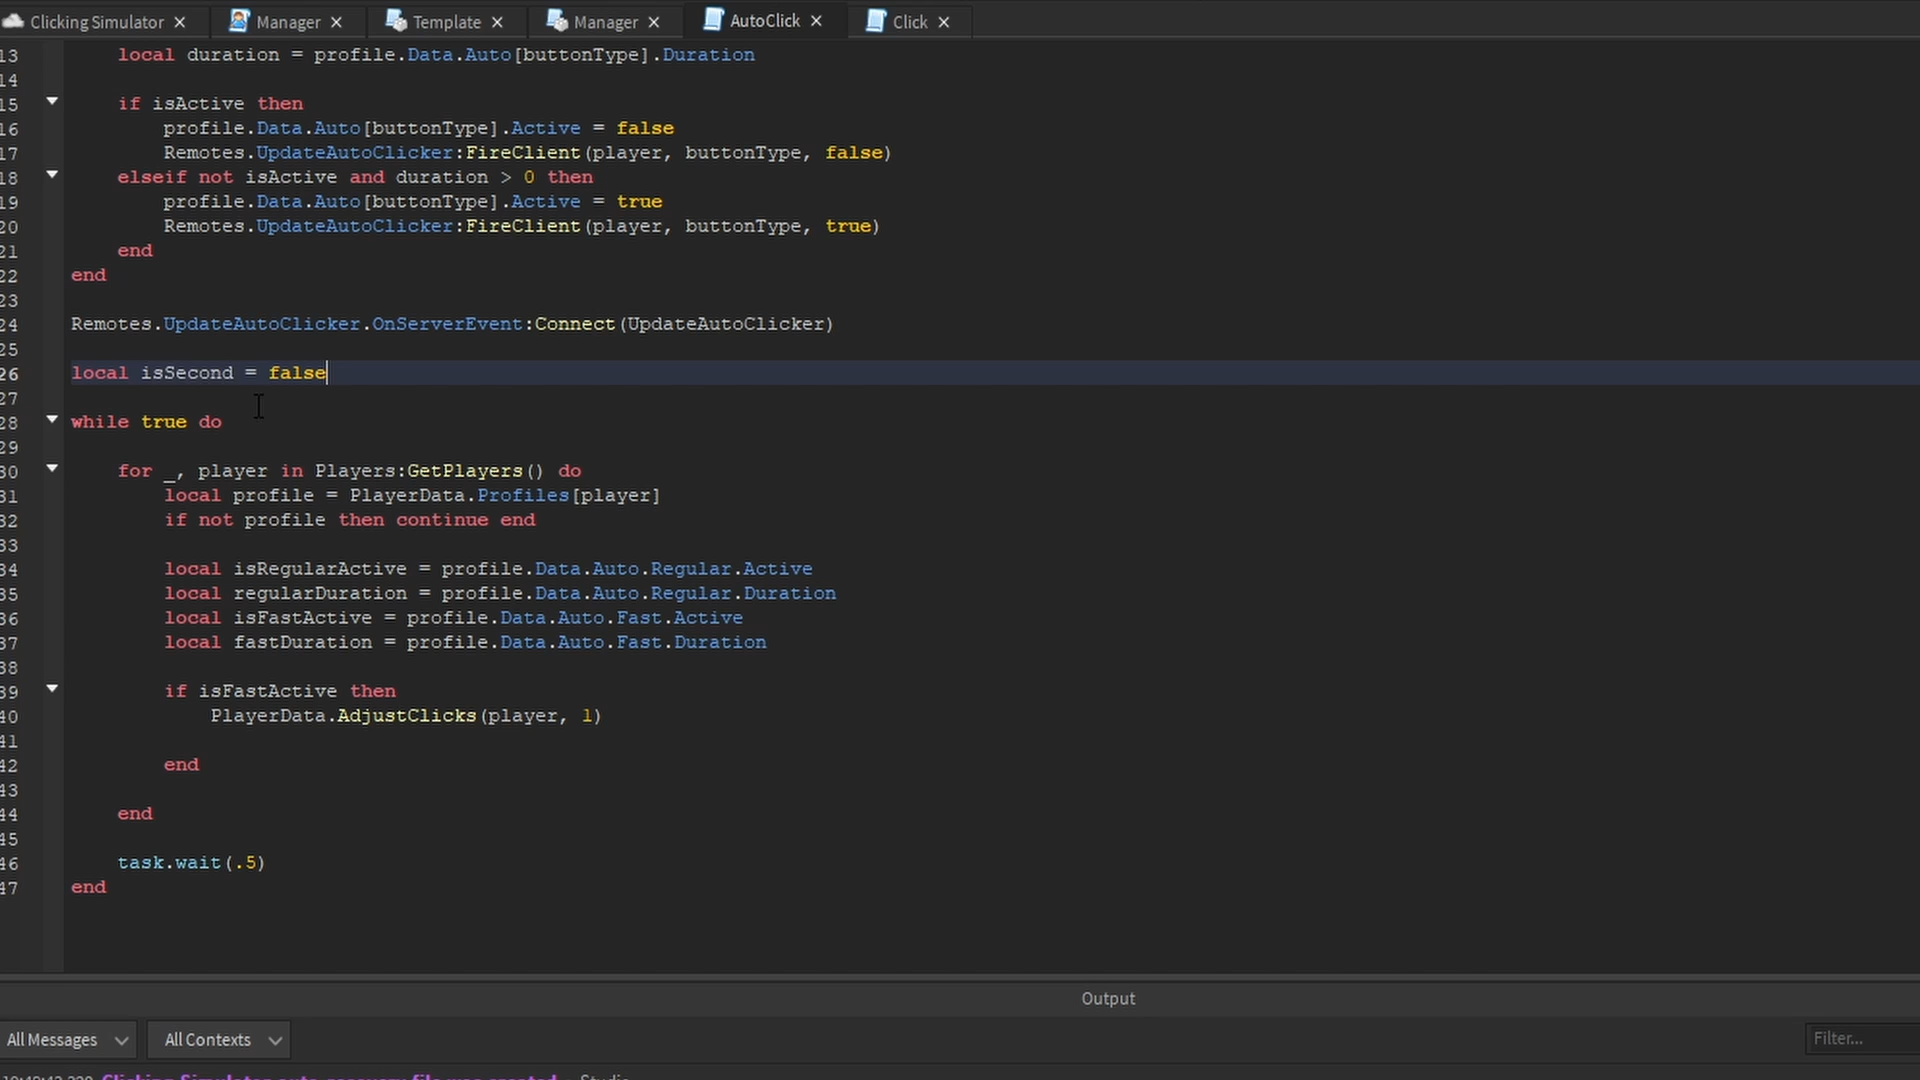 Clicking Simulator × Manager × Template × Manager × AutoClick × Click ×
13 local duration = profile.Data.Auto[buttonType].Duration
14
15 if isActive then
16 profile.Data.Auto[buttonType].Active = false
17 Remotes.UpdateAutoClicker:FireClient(player, buttonType, false)
18 elseif not isActive and duration > 0 then
19 profile.Data.Auto[buttonType].Active = true
20 Remotes.UpdateAutoClicker:FireClient(player, buttonType, true)
21 end
22 end
23
24 Remotes.UpdateAutoClicker.OnServerEvent:Connect(UpdateAutoClicker)
25
26 local isSecond = false
27
28 while true do
29
30 for _, player in Players:GetPlayers() do
31 local profile = PlayerData.Profiles[player]
32 if not profile then continue end
33
34 local isRegularActive = profile.Data.Auto.Regular.Active
35 local regularDuration = profile.Data.Auto.Regular.Duration
36 local isFastActive = profile.Data.Auto.Fast.Active
37 local fastDuration = profile.Data.Auto.Fast.Duration
38
39 if isFastActive then
40 PlayerData.AdjustClicks(player, 1)
41
42 end
43
44 end
45
46 task.wait(.5)
47 end
Output
All Messages All Contexts Filter...
Clicking Simulator auto-recovery file was created - Studio